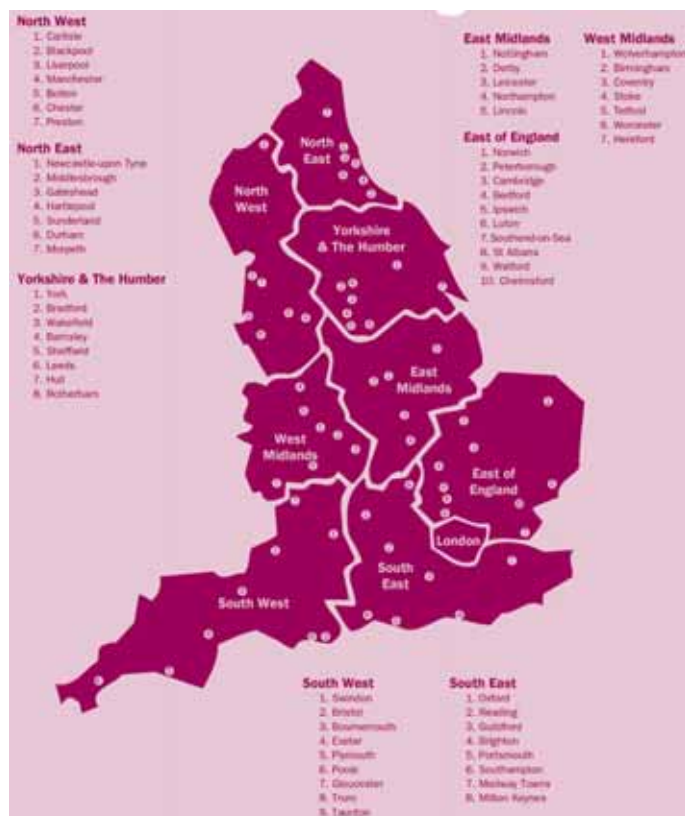 North West
1. Carlisle
2. Blackpool
3. Liverpool
4. Manchester
5. Bolton
6. Chester
7. Preston
North East
1. Newcastle-upon Tyne
2. Middlesbrough
3. Gateshead
4. Hartlepool
5. Sunderland
6. Durham
7. Morpeth
Yorkshire & The Humber
1. York
2. Bradford
3. Wakefield
4. Barnsley
5. Sheffield
6. Leeds
7. Hull
8. Rotherham
East Midlands
1. Nottingham
2. Derby
3. Leicester
4. Northampton
5. Lincoln
West Midlands
1. Wolverhampton
2. Birmingham
3. Coventry
4. Stoke
5. Telford
6. Worcester
7. Hereford
East of England
1. Norwich
2. Peterborough
3. Cambridge
4. Bedford
5. Ipswich
6. Luton
7. Southend-on-Sea
8. St Albans
9. Watford
10. Chelmsford
North
East
North
West
Yorkshire
& The Humber
East
Midlands
West
Midlands
East of
England
London
South
East
South West
South West
1. Swindon
2. Bristol
3. Bournemouth
4. Exeter
5. Plymouth
6. Poole
7. Gloucester
8. Truro
9. Taunton
South East
1. Oxford
2. Reading
3. Guildford
4. Brighton
5. Portsmouth
6. Southampton
7. Medway Towns
8. Milton Keynes